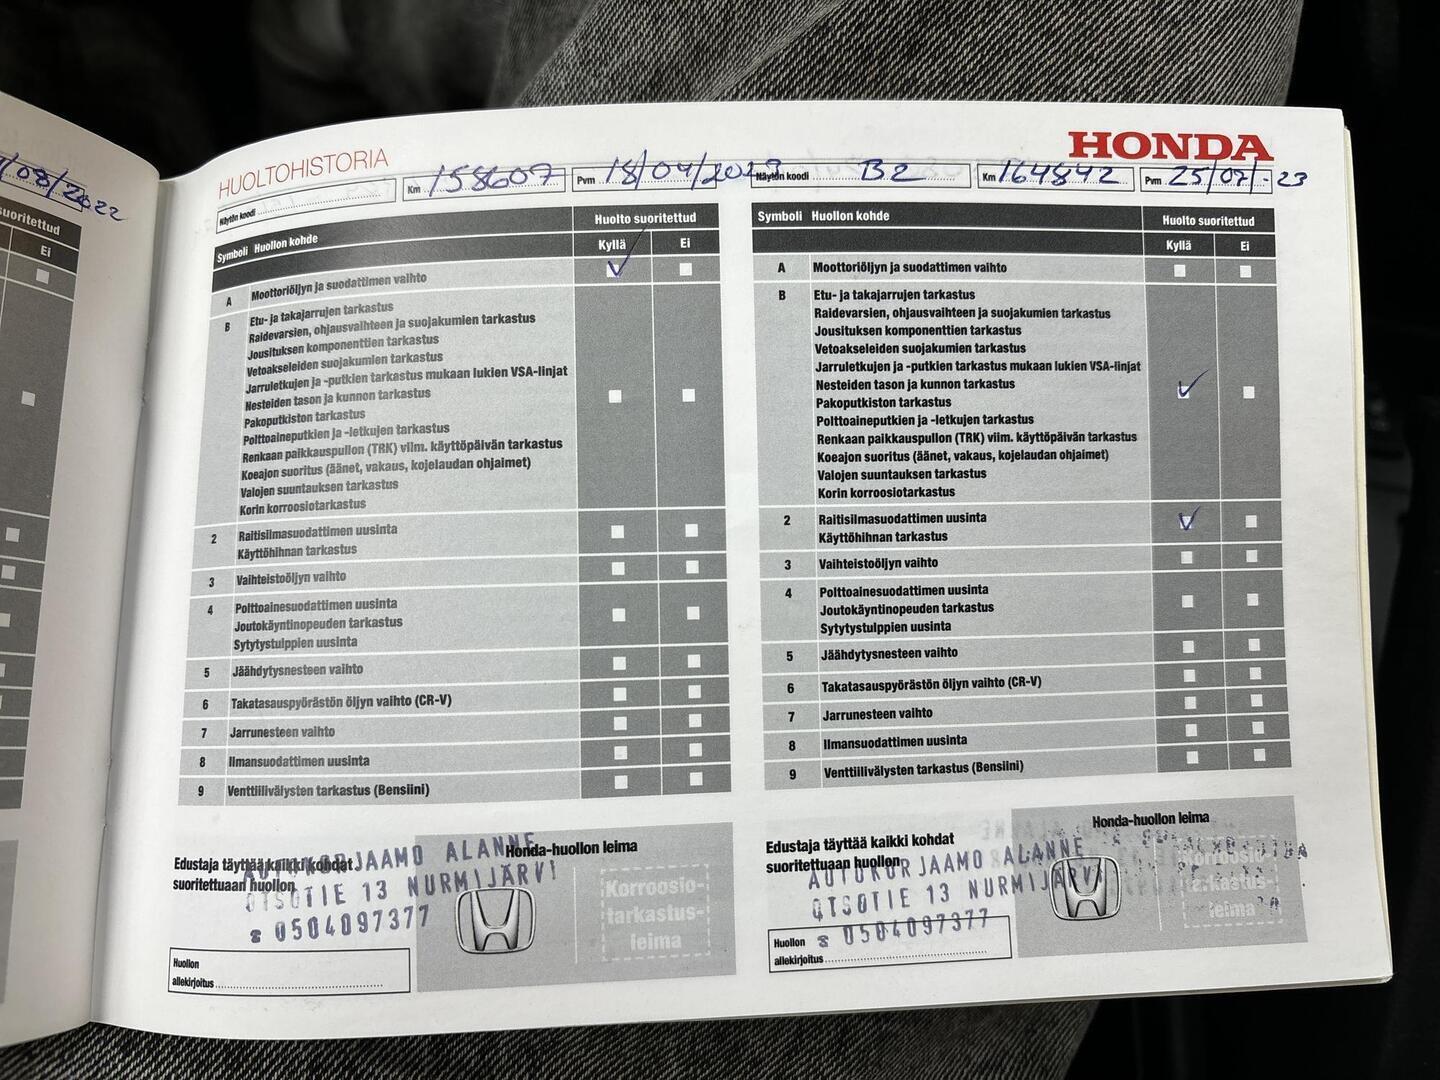 /08/2022
suoritettud
Ei
HUOLTOHISTORIA
Näytön koodi
Km 158607
Pvm 18/04/2023
Symboli Huollon kohde
Huolto suoritettud
Kyllä Ei
A Moottoriöljyn ja suodattimen vaihto
B Etu- ja takajarrujen tarkastus
Raidevarsien, ohjausvaihteen ja suojakumien tarkastus
Jousituksen komponenttien tarkastus
Vetoakseleiden suojakumien tarkastus
Jarruletkujen ja -putkien tarkastus mukaan lukien VSA-linjat
Nesteiden tason ja kunnon tarkastus
Pakoputkiston tarkastus
Polttoaineputkien ja -letkujen tarkastus
Renkaan paikkauspullon (TRK) viim. käyttöpäivän tarkastus
Koeajon suoritus (äänet, vakaus, kojelaudan ohjaimet)
Valojen suuntauksen tarkastus
Korin korroosiotarkastus
2 Raitisilmasuodattimen uusinta
Käyttöhihnan tarkastus
3 Vaihteistoöljyn vaihto
4 Polttoainesuodattimen uusinta
Joutokäyntinopeuden tarkastus
Sytytystulppien uusinta
5 Jäähdytysnesteen vaihto
6 Takatasauspyörästön öljyn vaihto (CR-V)
7 Jarrunesteen vaihto
8 Ilmansuodattimen uusinta
9 Venttiilivälysten tarkastus (Bensiini)
Edustaja täyttää kaikki kohdat
suoritettuaan huollon
AUTOKORJAAMO ALANNE
OTSOTIE 13 NURMIJÄRVI
☎ 0504097377
Honda-huollon leima
Korroosio-
tarkastus-
leima
Huollon
allekirjoitus
HONDA
Näytön koodi B2
Km 164842
Pvm 25/07/-23
Symboli Huollon kohde
Huolto suoritettud
Kyllä Ei
A Moottoriöljyn ja suodattimen vaihto
B Etu- ja takajarrujen tarkastus
Raidevarsien, ohjausvaihteen ja suojakumien tarkastus
Jousituksen komponenttien tarkastus
Vetoakseleiden suojakumien tarkastus
Jarruletkujen ja -putkien tarkastus mukaan lukien VSA-linjat
Nesteiden tason ja kunnon tarkastus
Pakoputkiston tarkastus
Polttoaineputkien ja -letkujen tarkastus
Renkaan paikkauspullon (TRK) viim. käyttöpäivän tarkastus
Koeajon suoritus (äänet, vakaus, kojelaudan ohjaimet)
Valojen suuntauksen tarkastus
Korin korroosiotarkastus
2 Raitisilmasuodattimen uusinta
Käyttöhihnan tarkastus
3 Vaihteistoöljyn vaihto
4 Polttoainesuodattimen uusinta
Joutokäyntinopeuden tarkastus
Sytytystulppien uusinta
5 Jäähdytysnesteen vaihto
6 Takatasauspyörästön öljyn vaihto (CR-V)
7 Jarrunesteen vaihto
8 Ilmansuodattimen uusinta
9 Venttiilivälysten tarkastus (Bensiini)
Edustaja täyttää kaikki kohdat
suoritettuaan huollon
AUTOKORJAAMO ALANNE
OTSOTIE 13 NURMIJÄRVI
☎ 0504097377
Honda-huollon leima
Korroosio-
tarkastus-
leima
Huollon
allekirjoitus